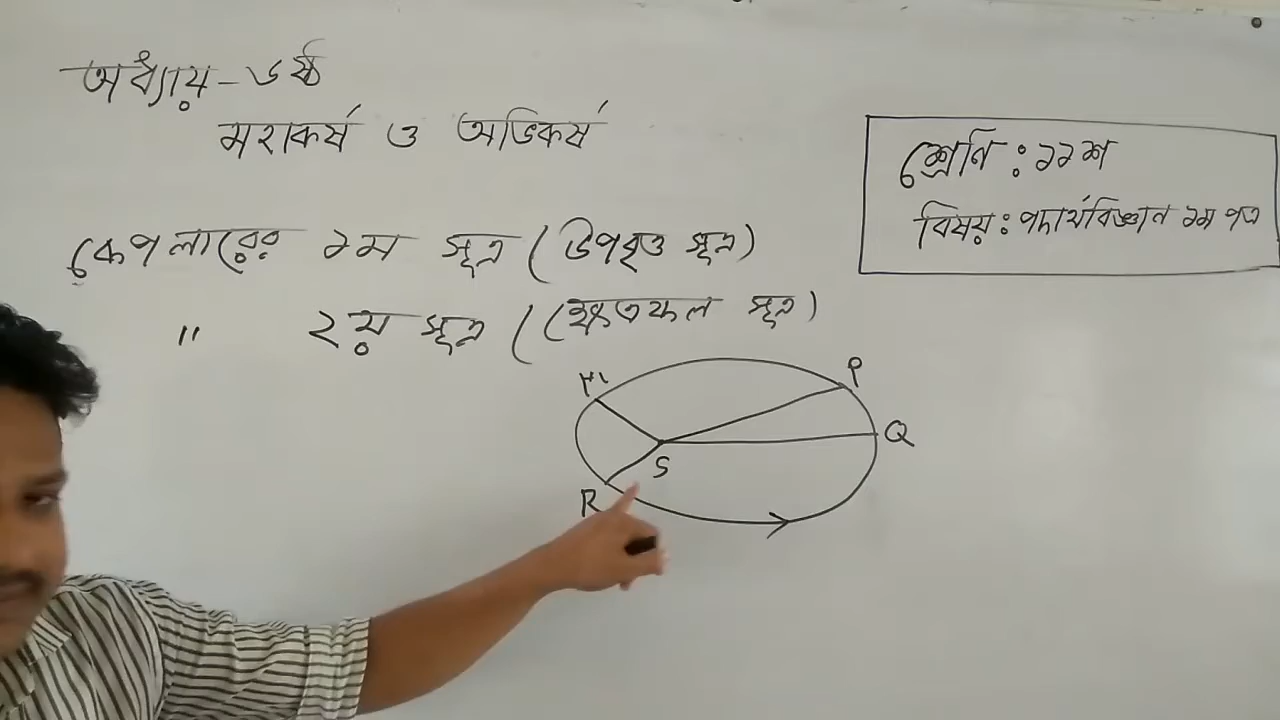 অধ্যায় - ৬ষ্ঠ
মহাকর্ষ ও অভিকর্ষ
শ্রেনি : ১১শ
বিষয় : পদার্থবিজ্ঞান ১ম পত্র
কেপলারের ১ম সূত্র (উপবৃত্ত সূত্র)
" ২য় সূত্র (ক্ষেত্রফল সূত্র)
P
Q
S
R